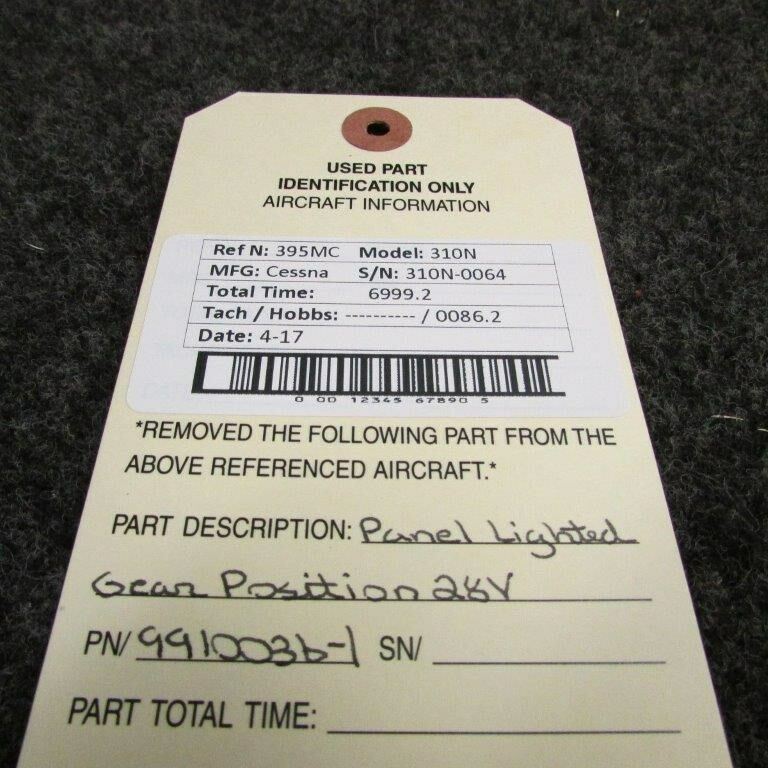 USED PART
IDENTIFICATION ONLY
AIRCRAFT INFORMATION
Ref N: 395MC Model: 310N
MFG: Cessna S/N: 310N-0064
Total Time: 6999.2
Tach / Hobbs: ---------- / 0086.2
Date: 4-17
0 00 12345 67890 5
*REMOVED THE FOLLOWING PART FROM THE
ABOVE REFERENCED AIRCRAFT.*
PART DESCRIPTION: Panel Lighted
Gear Position 28V
PN/ 9910036-1 SN/
PART TOTAL TIME: